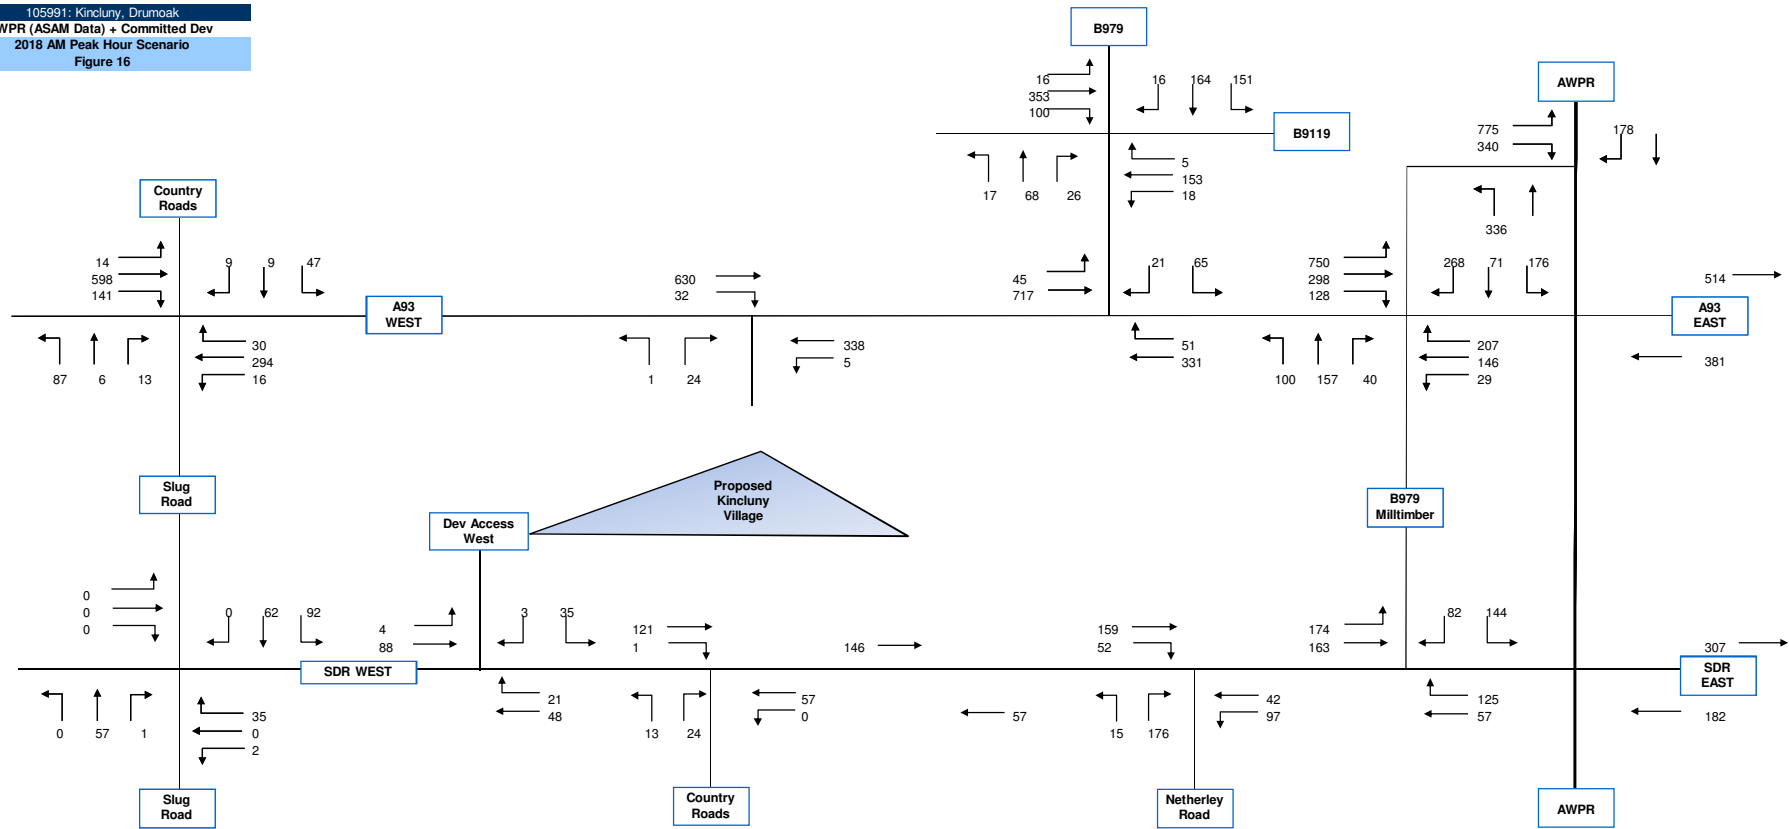 105991: Kincluny, Drumoak
WPR (ASAM Data) + Committed Dev
2018 AM Peak Hour Scenario
Figure 16
B979
16
353
100
16 164 151
B9119
5
153
18
17 68 26
AWPR
775
340
178
336
Country
Roads
14
598
141
9 9 47
A93
WEST
30
294
16
87 6 13
630
32
338
5
1 24
45
717
21 65
51
331
750
298
128
268 71 176
207
146
29
100 157 40
514
A93
EAST
381
Slug
Road
Proposed
Kincluny
Village
Dev Access
West
B979
Milltimber
0
0
0
0 62 92
SDR WEST
35
0
2
0 57 1
4
88
3 35
21
48
121
1
57
0
13 24
146
57
159
52
42
97
15 176
174
163
82 144
125
57
307
SDR
EAST
182
Slug
Road
Country
Roads
Netherley
Road
AWPR